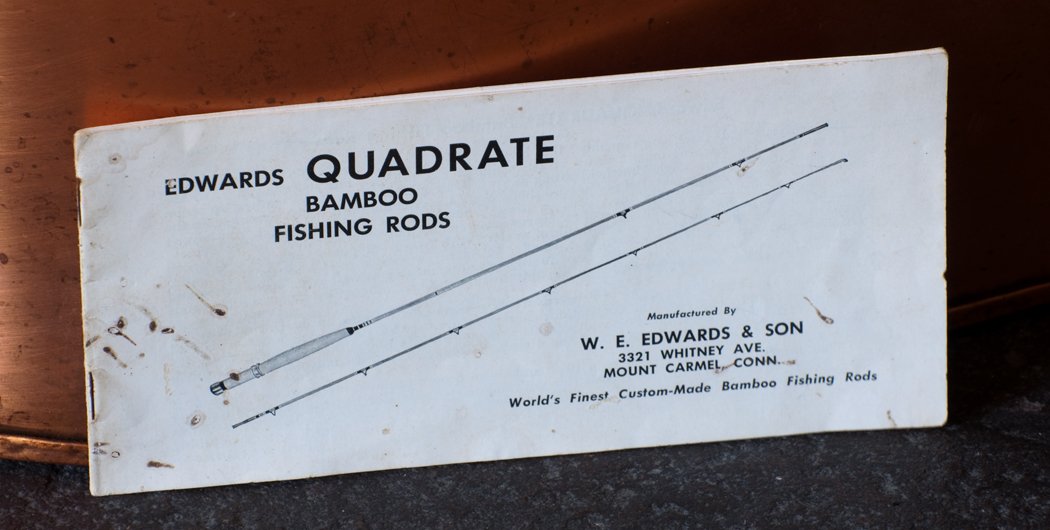 EDWARDS QUADRATE
BAMBOO
FISHING RODS
Manufactured By
W. E. EDWARDS & SON
3321 WHITNEY AVE.
MOUNT CARMEL, CONN.
World's Finest Custom-Made Bamboo Fishing Rods